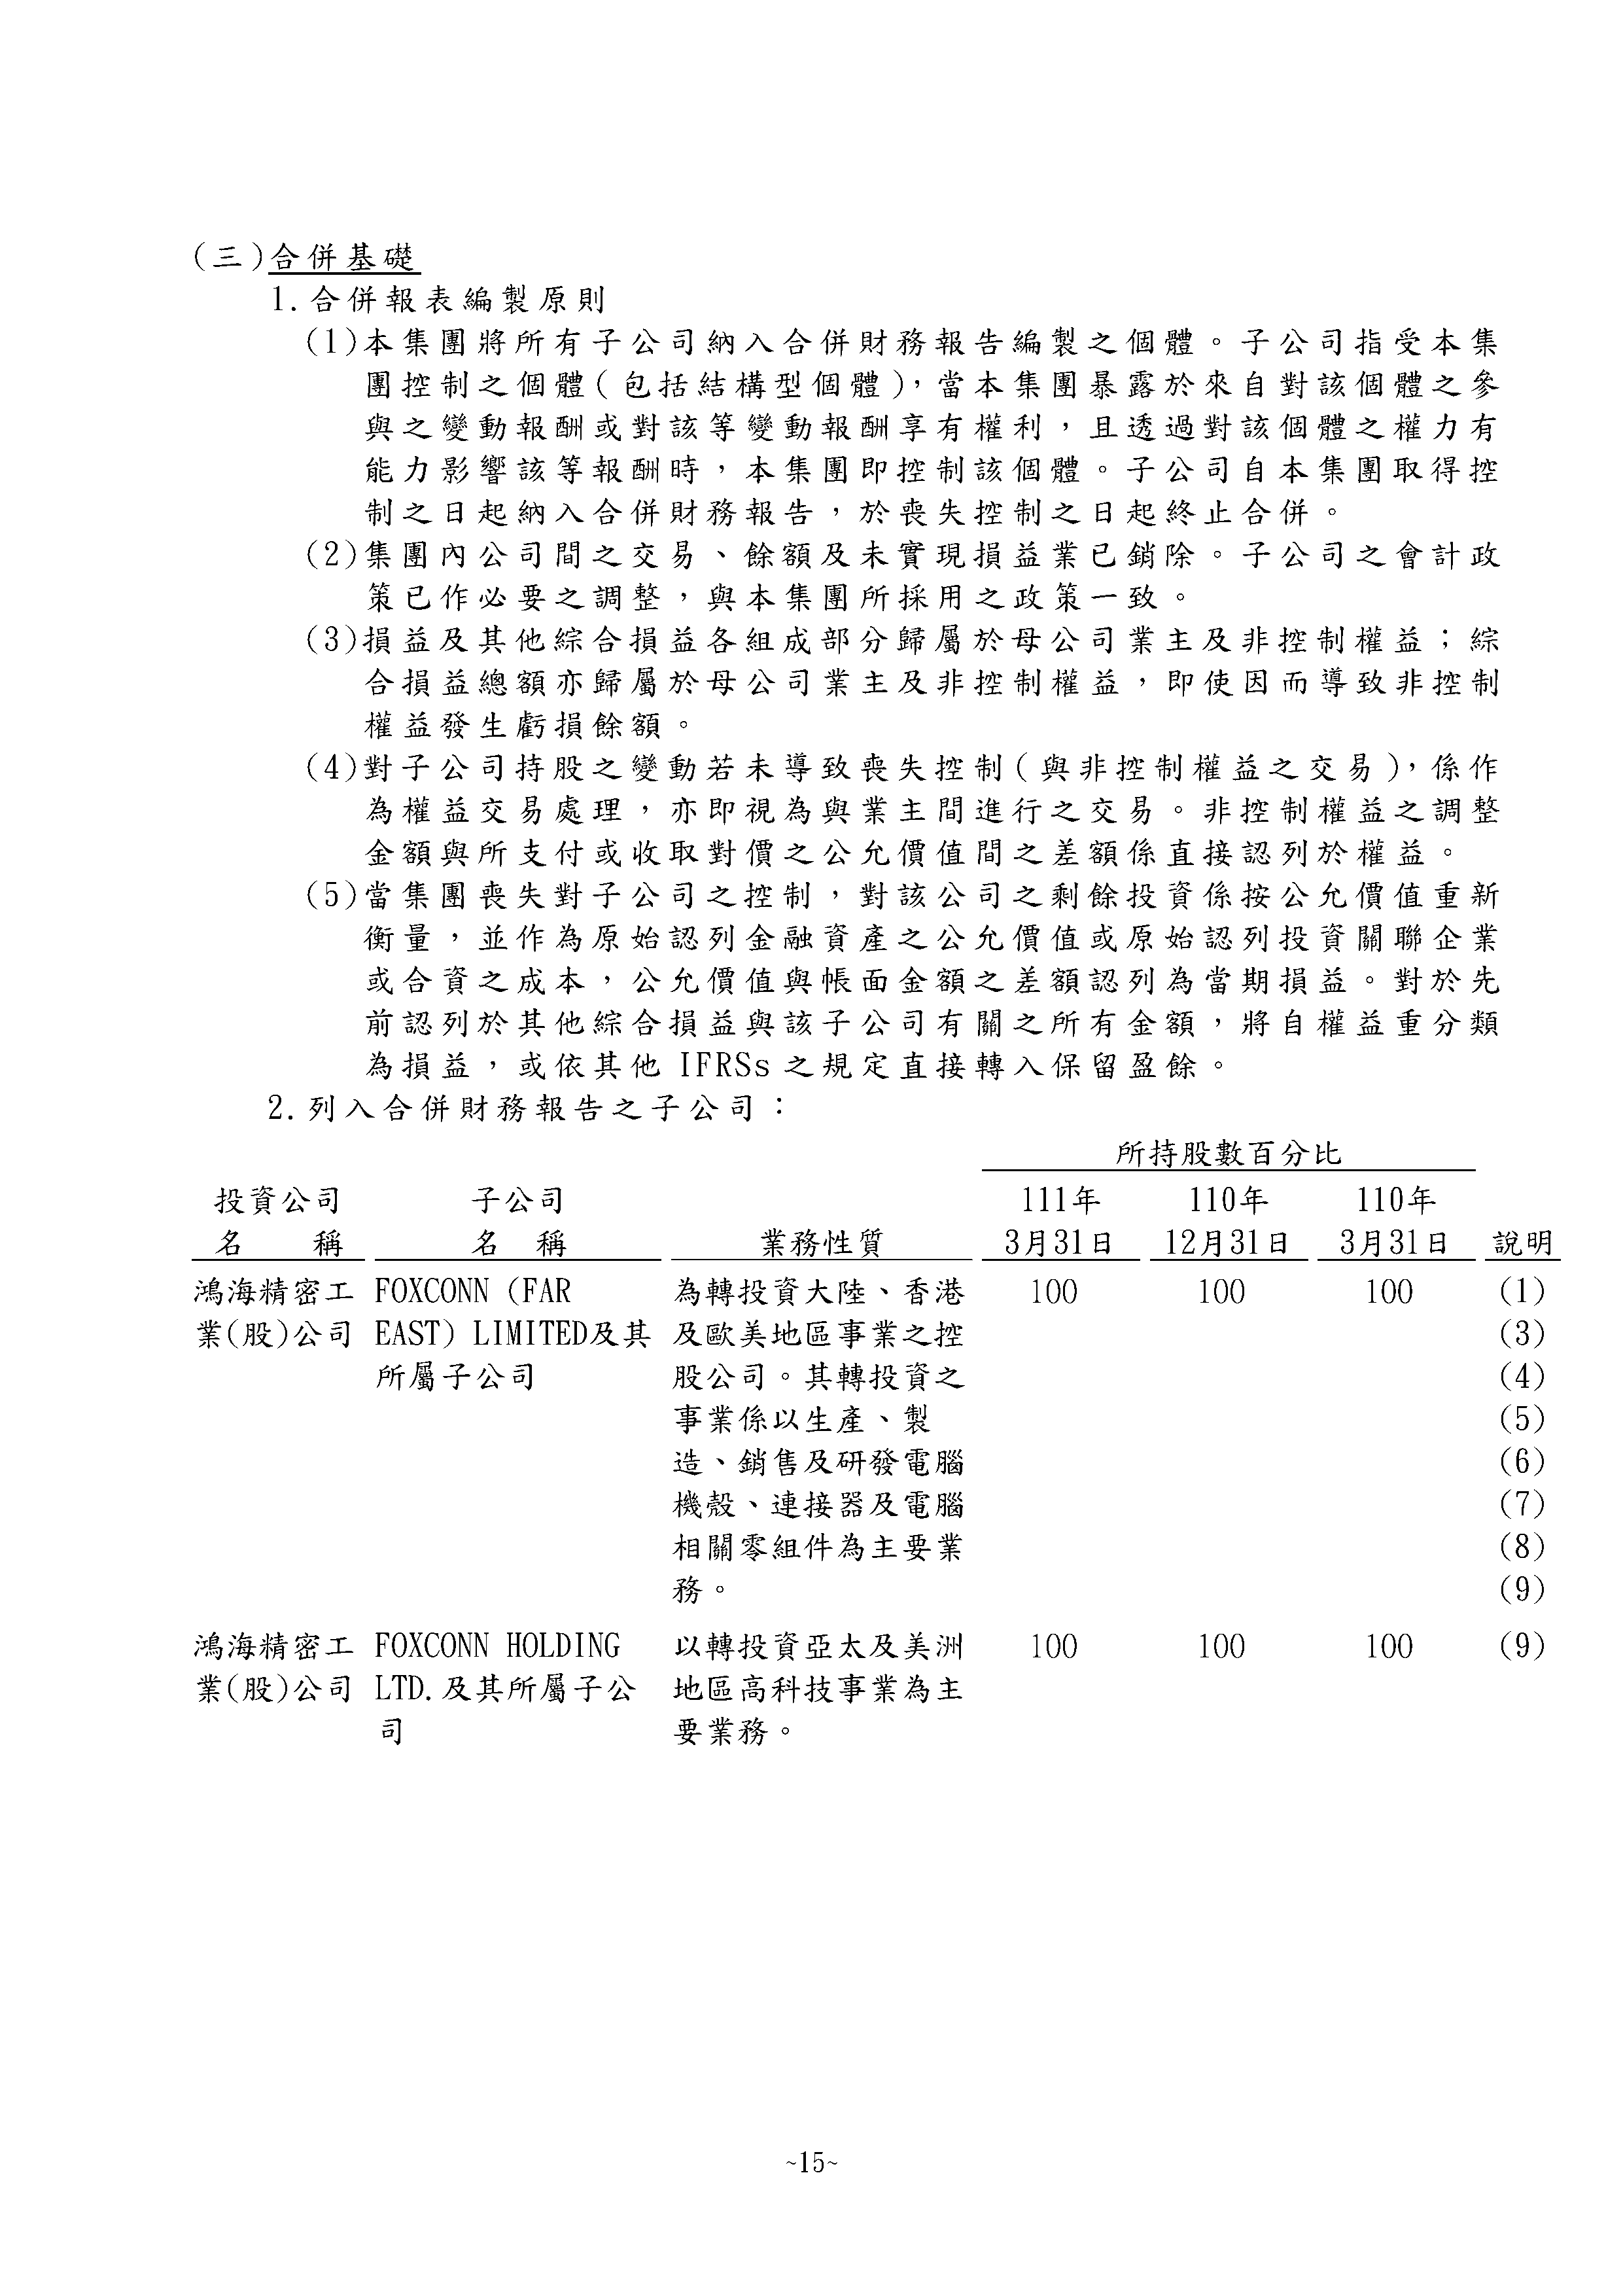 (三)合併基礎
1.合併報表編製原則
(1)本集團將所有子公司納入合併財務報告編製之個體。子公司指受本集
團控制之個體(包括結構型個體)，當本集團暴露於來自對該個體之參
與之變動報酬或對該等變動報酬享有權利，且透過對該個體之權力有
能力影響該等報酬時，本集團即控制該個體。子公司自本集團取得控
制之日起納入合併財務報告，於喪失控制之日起終止合併。
(2)集團內公司間之交易、餘額及未實現損益業已銷除。子公司之會計政
策已作必要之調整，與本集團所採用之政策一致。
(3)損益及其他綜合損益各組成部分歸屬於母公司業主及非控制權益；綜
合損益總額亦歸屬於母公司業主及非控制權益，即使因而導致非控制
權益發生虧損餘額。
(4)對子公司持股之變動若未導致喪失控制(與非控制權益之交易)，係作
為權益交易處理，亦即視為與業主間進行之交易。非控制權益之調整
金額與所支付或收取對價之公允價值間之差額係直接認列於權益。
(5)當集團喪失對子公司之控制，對該公司之剩餘投資係按公允價值重新
衡量，並作為原始認列金融資產之公允價值或原始認列投資關聯企業
或合資之成本，公允價值與帳面金額之差額認列為當期損益。對於先
前認列於其他綜合損益與該子公司有關之所有金額，將自權益重分類
為損益，或依其他 IFRSs 之規定直接轉入保留盈餘。
2.列入合併財務報告之子公司：
所持股數百分比
投資公司 子公司 111年 110年 110年
名 稱 名 稱 業務性質 3月31日 12月31日 3月31日 說明
鴻海精密工 FOXCONN (FAR 為轉投資大陸、香港 100 100 100 (1)
業(股)公司 EAST) LIMITED及其 及歐美地區事業之控 (3)
所屬子公司 股公司。其轉投資之 (4)
事業係以生產、製 (5)
造、銷售及研發電腦 (6)
機殼、連接器及電腦 (7)
相關零組件為主要業 (8)
務。 (9)
鴻海精密工 FOXCONN HOLDING 以轉投資亞太及美洲 100 100 100 (9)
業(股)公司 LTD.及其所屬子公 地區高科技事業為主
司 要業務。
~15~